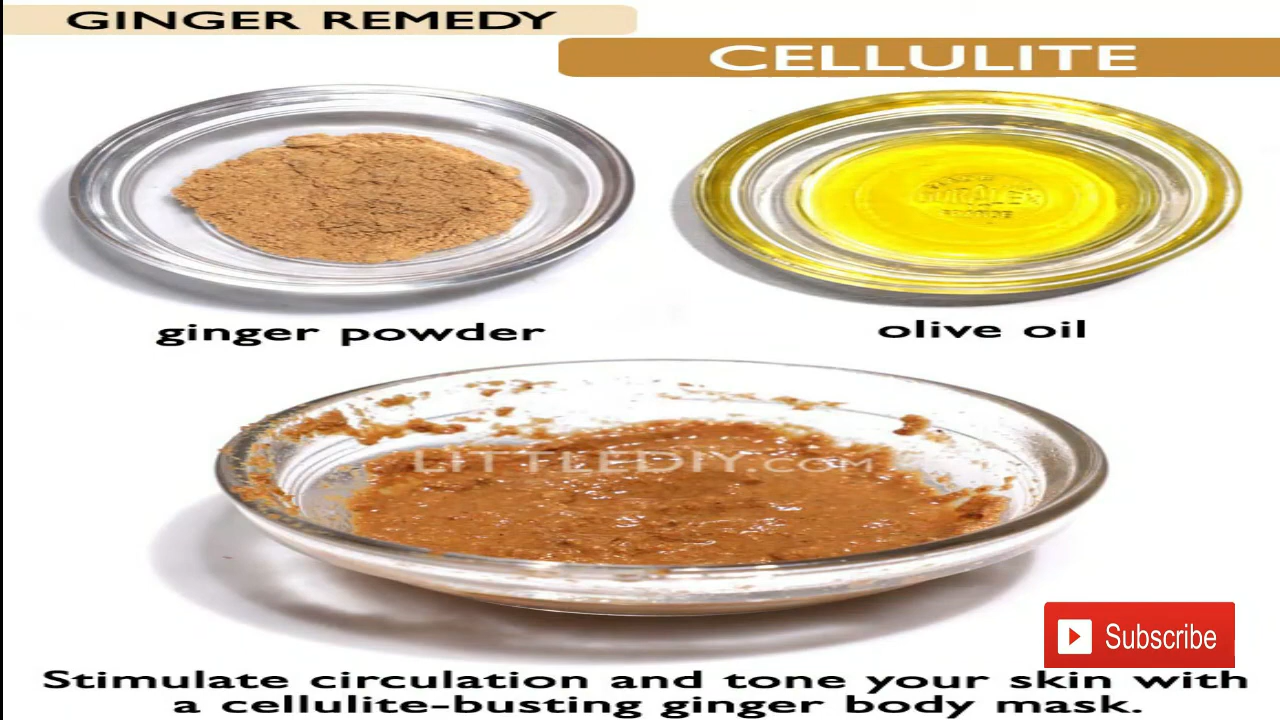 GINGER REMEDY
CELLULITE
ginger powder
olive oil
LITTLEDIY.COM
Subscribe
Stimulate circulation and tone your skin with
a cellulite-busting ginger body mask.